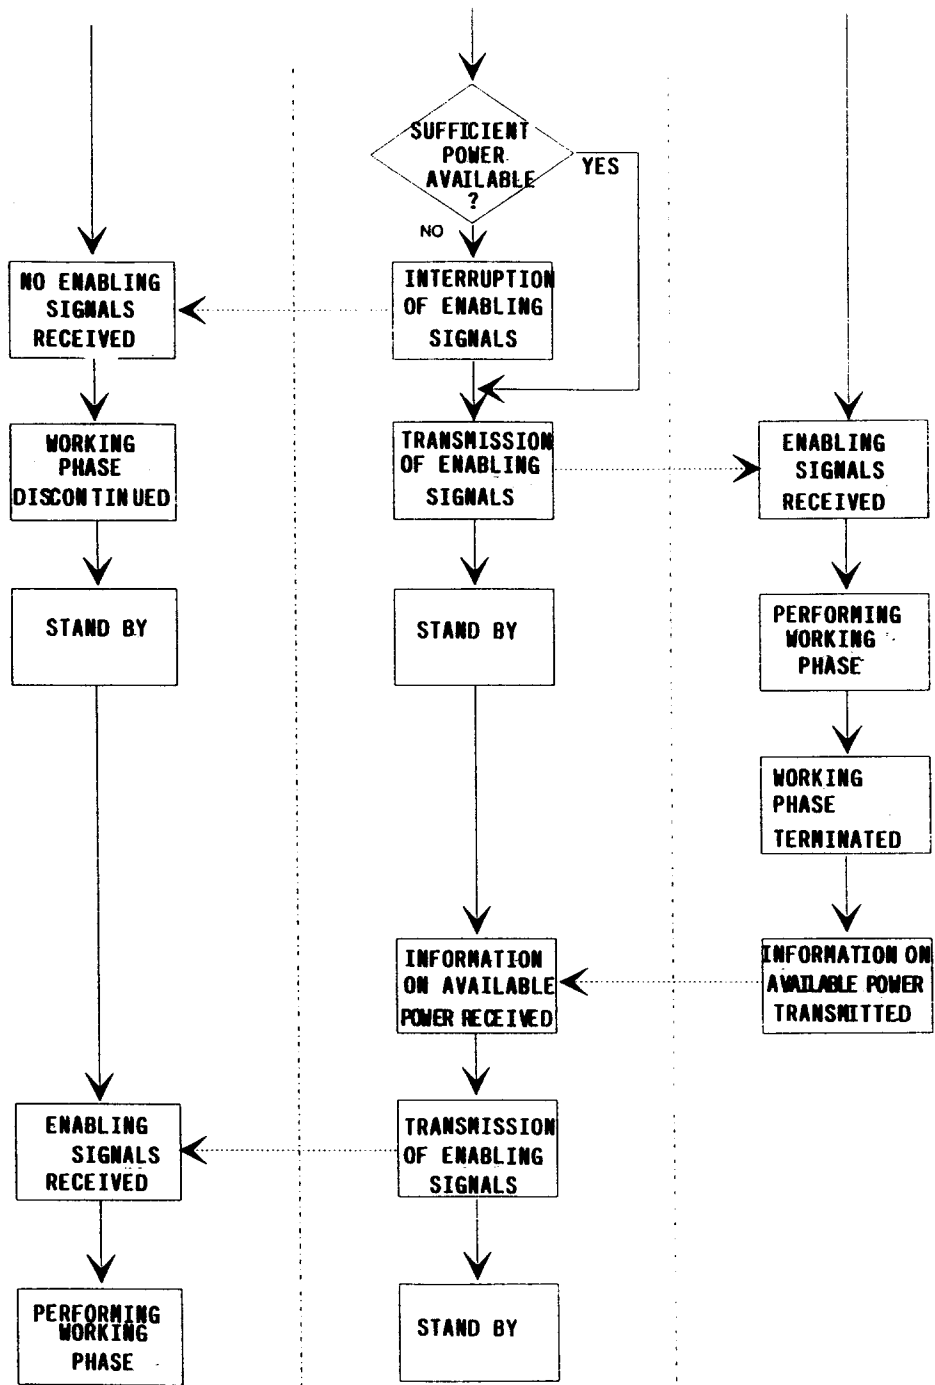 SUFFICIENT
POWER
AVAILABLE
?
YES
NO
NO ENABLING
SIGNALS
RECEIVED
INTERRUPTION
OF ENABLING
SIGNALS
WORKING
PHASE
DISCONTINUED
TRANSMISSION
OF ENABLING
SIGNALS
ENABLING
SIGNALS
RECEIVED
STAND BY
STAND BY
PERFORMING
WORKING
PHASE
WORKING
PHASE
TERMINATED
INFORMATION
ON AVAILABLE
POWER RECEIVED
INFORMATION ON
AVAILABLE POWER
TRANSMITTED
ENABLING
SIGNALS
RECEIVED
TRANSMISSION
OF ENABLING
SIGNALS
PERFORMING
WORKING
PHASE
STAND BY